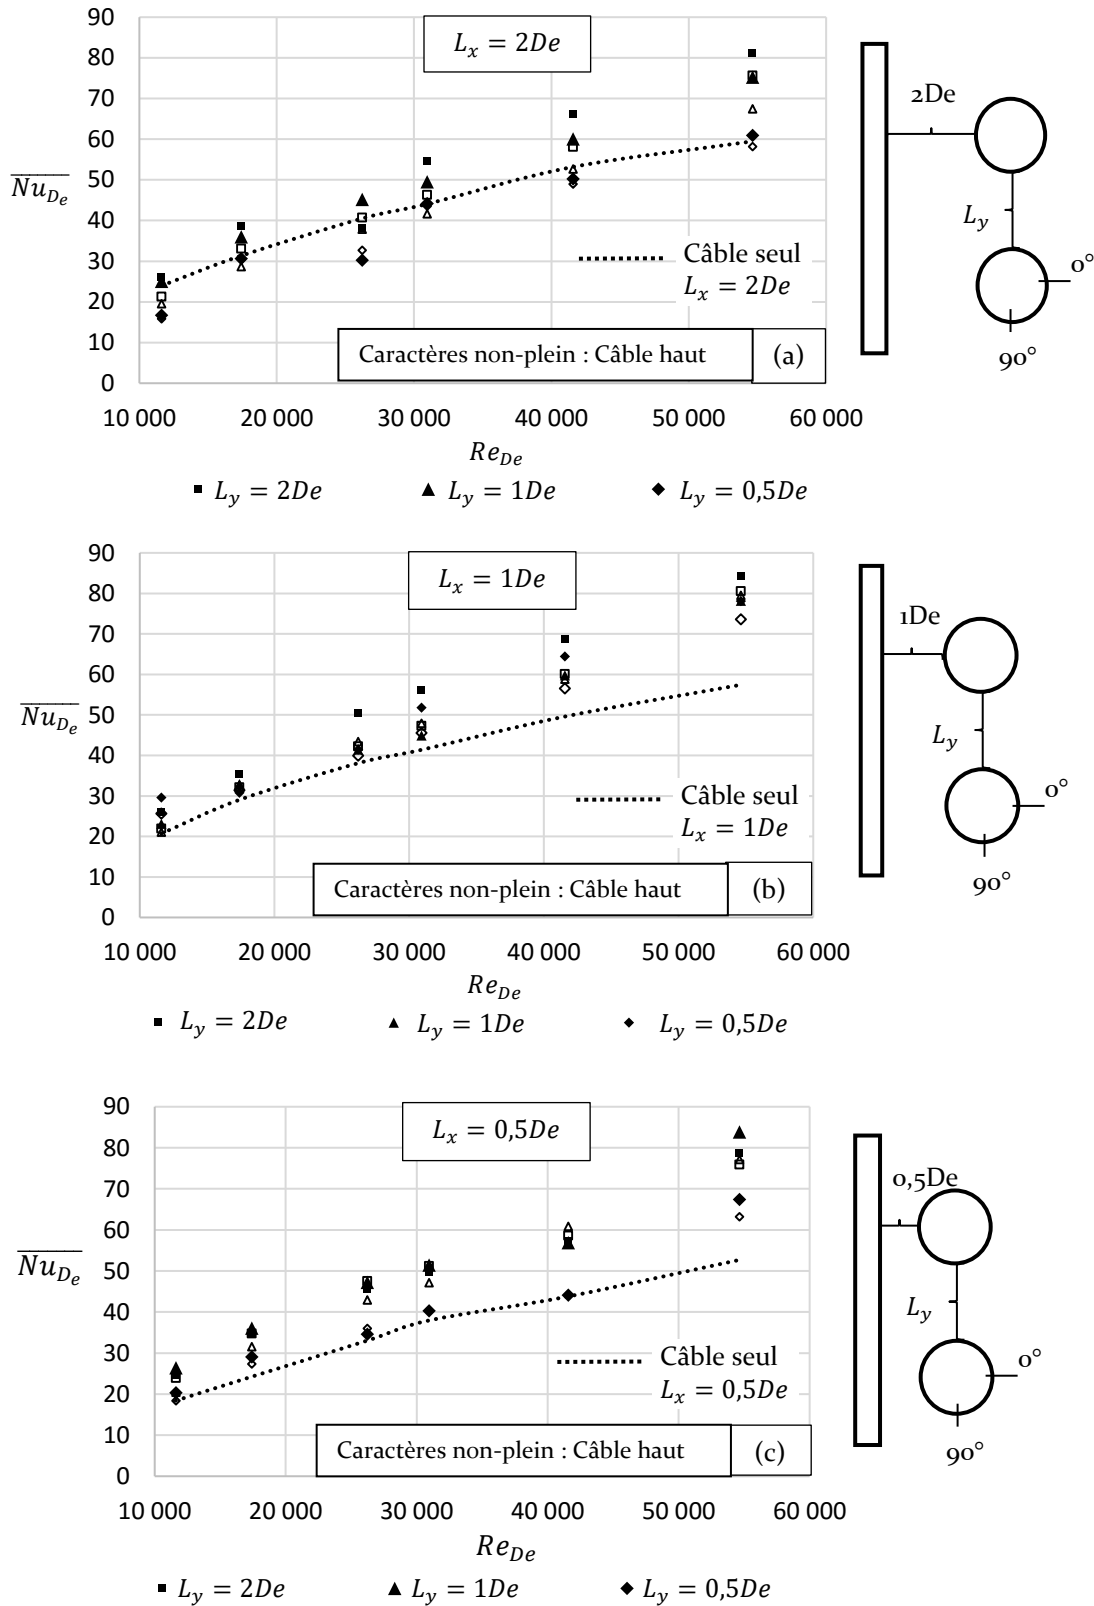 90
80
70
60
50
40
30
20
10
0
10 000 20 000 30 000 40 000 50 000 60 000
Nu_De
Re_De
L_x = 2De
Câble seul
L_x = 2De
Caractères non-plein : Câble haut
(a)
L_y = 2De L_y = 1De L_y = 0,5De
2De
L_y
0°
90°
90
80
70
60
50
40
30
20
10
0
10 000 20 000 30 000 40 000 50 000 60 000
Nu_De
Re_De
L_x = 1De
Câble seul
L_x = 1De
Caractères non-plein : Câble haut
(b)
L_y = 2De L_y = 1De L_y = 0,5De
1De
L_y
0°
90°
90
80
70
60
50
40
30
20
10
0
10 000 20 000 30 000 40 000 50 000 60 000
Nu_De
Re_De
L_x = 0,5De
Câble seul
L_x = 0,5De
Caractères non-plein : Câble haut
(c)
L_y = 2De L_y = 1De L_y = 0,5De
0,5De
L_y
0°
90°